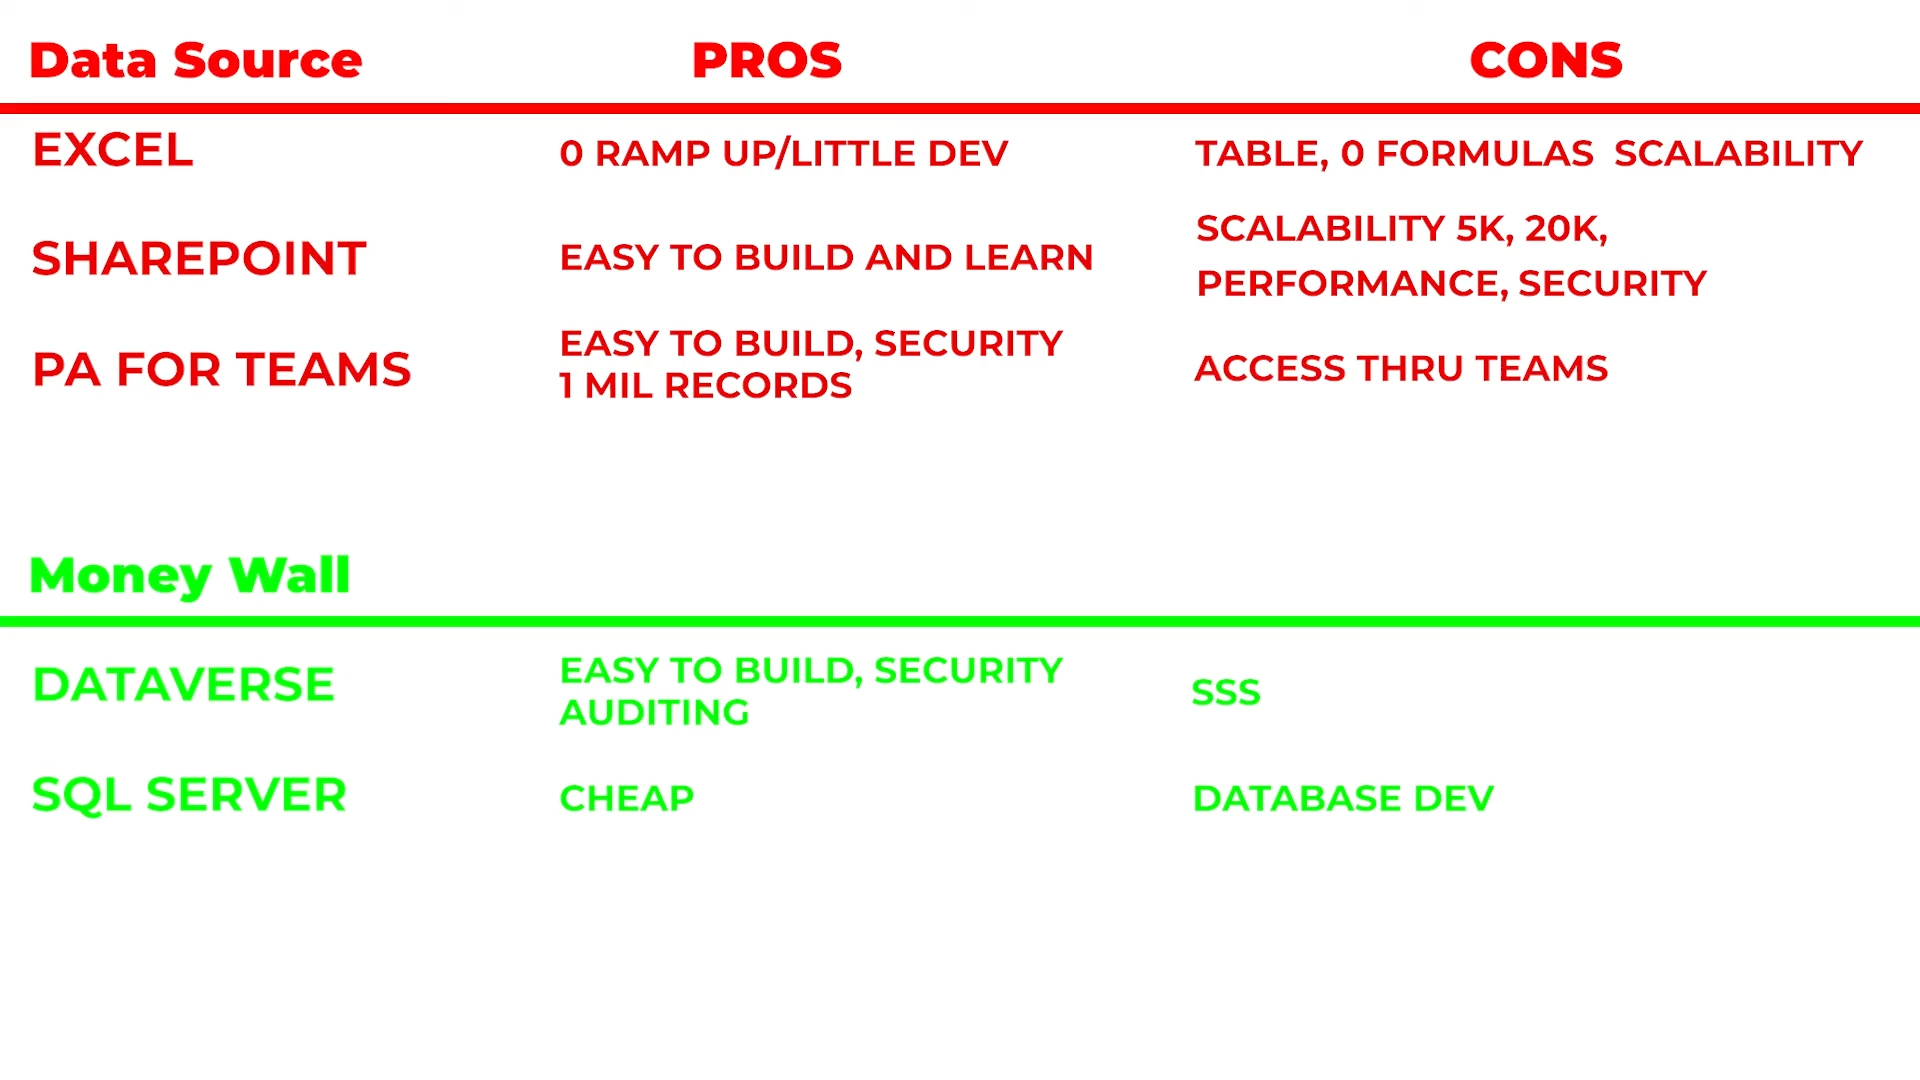 Data Source PROS CONS
EXCEL 0 RAMP UP/LITTLE DEV TABLE, 0 FORMULAS SCALABILITY
SHAREPOINT EASY TO BUILD AND LEARN SCALABILITY 5K, 20K,
PERFORMANCE, SECURITY
PA FOR TEAMS EASY TO BUILD, SECURITY
1 MIL RECORDS
ACCESS THRU TEAMS
Money Wall
DATAVERSE EASY TO BUILD, SECURITY
AUDITING
SSS
SQL SERVER CHEAP DATABASE DEV